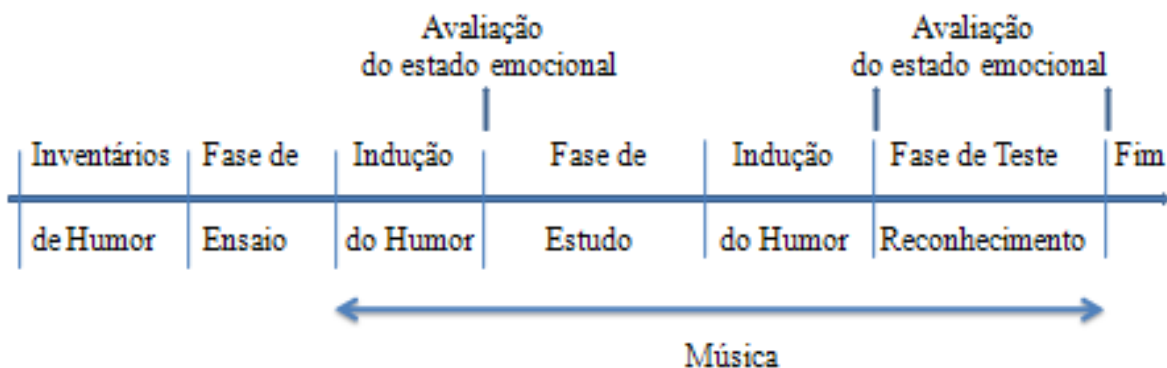 Avaliação
do estado emocional
Avaliação
do estado emocional
Inventários
de Humor
Fase de
Ensaio
Indução
do Humor
Fase de
Estudo
Indução
do Humor
Fase de Teste
Reconhecimento
Fim
Música